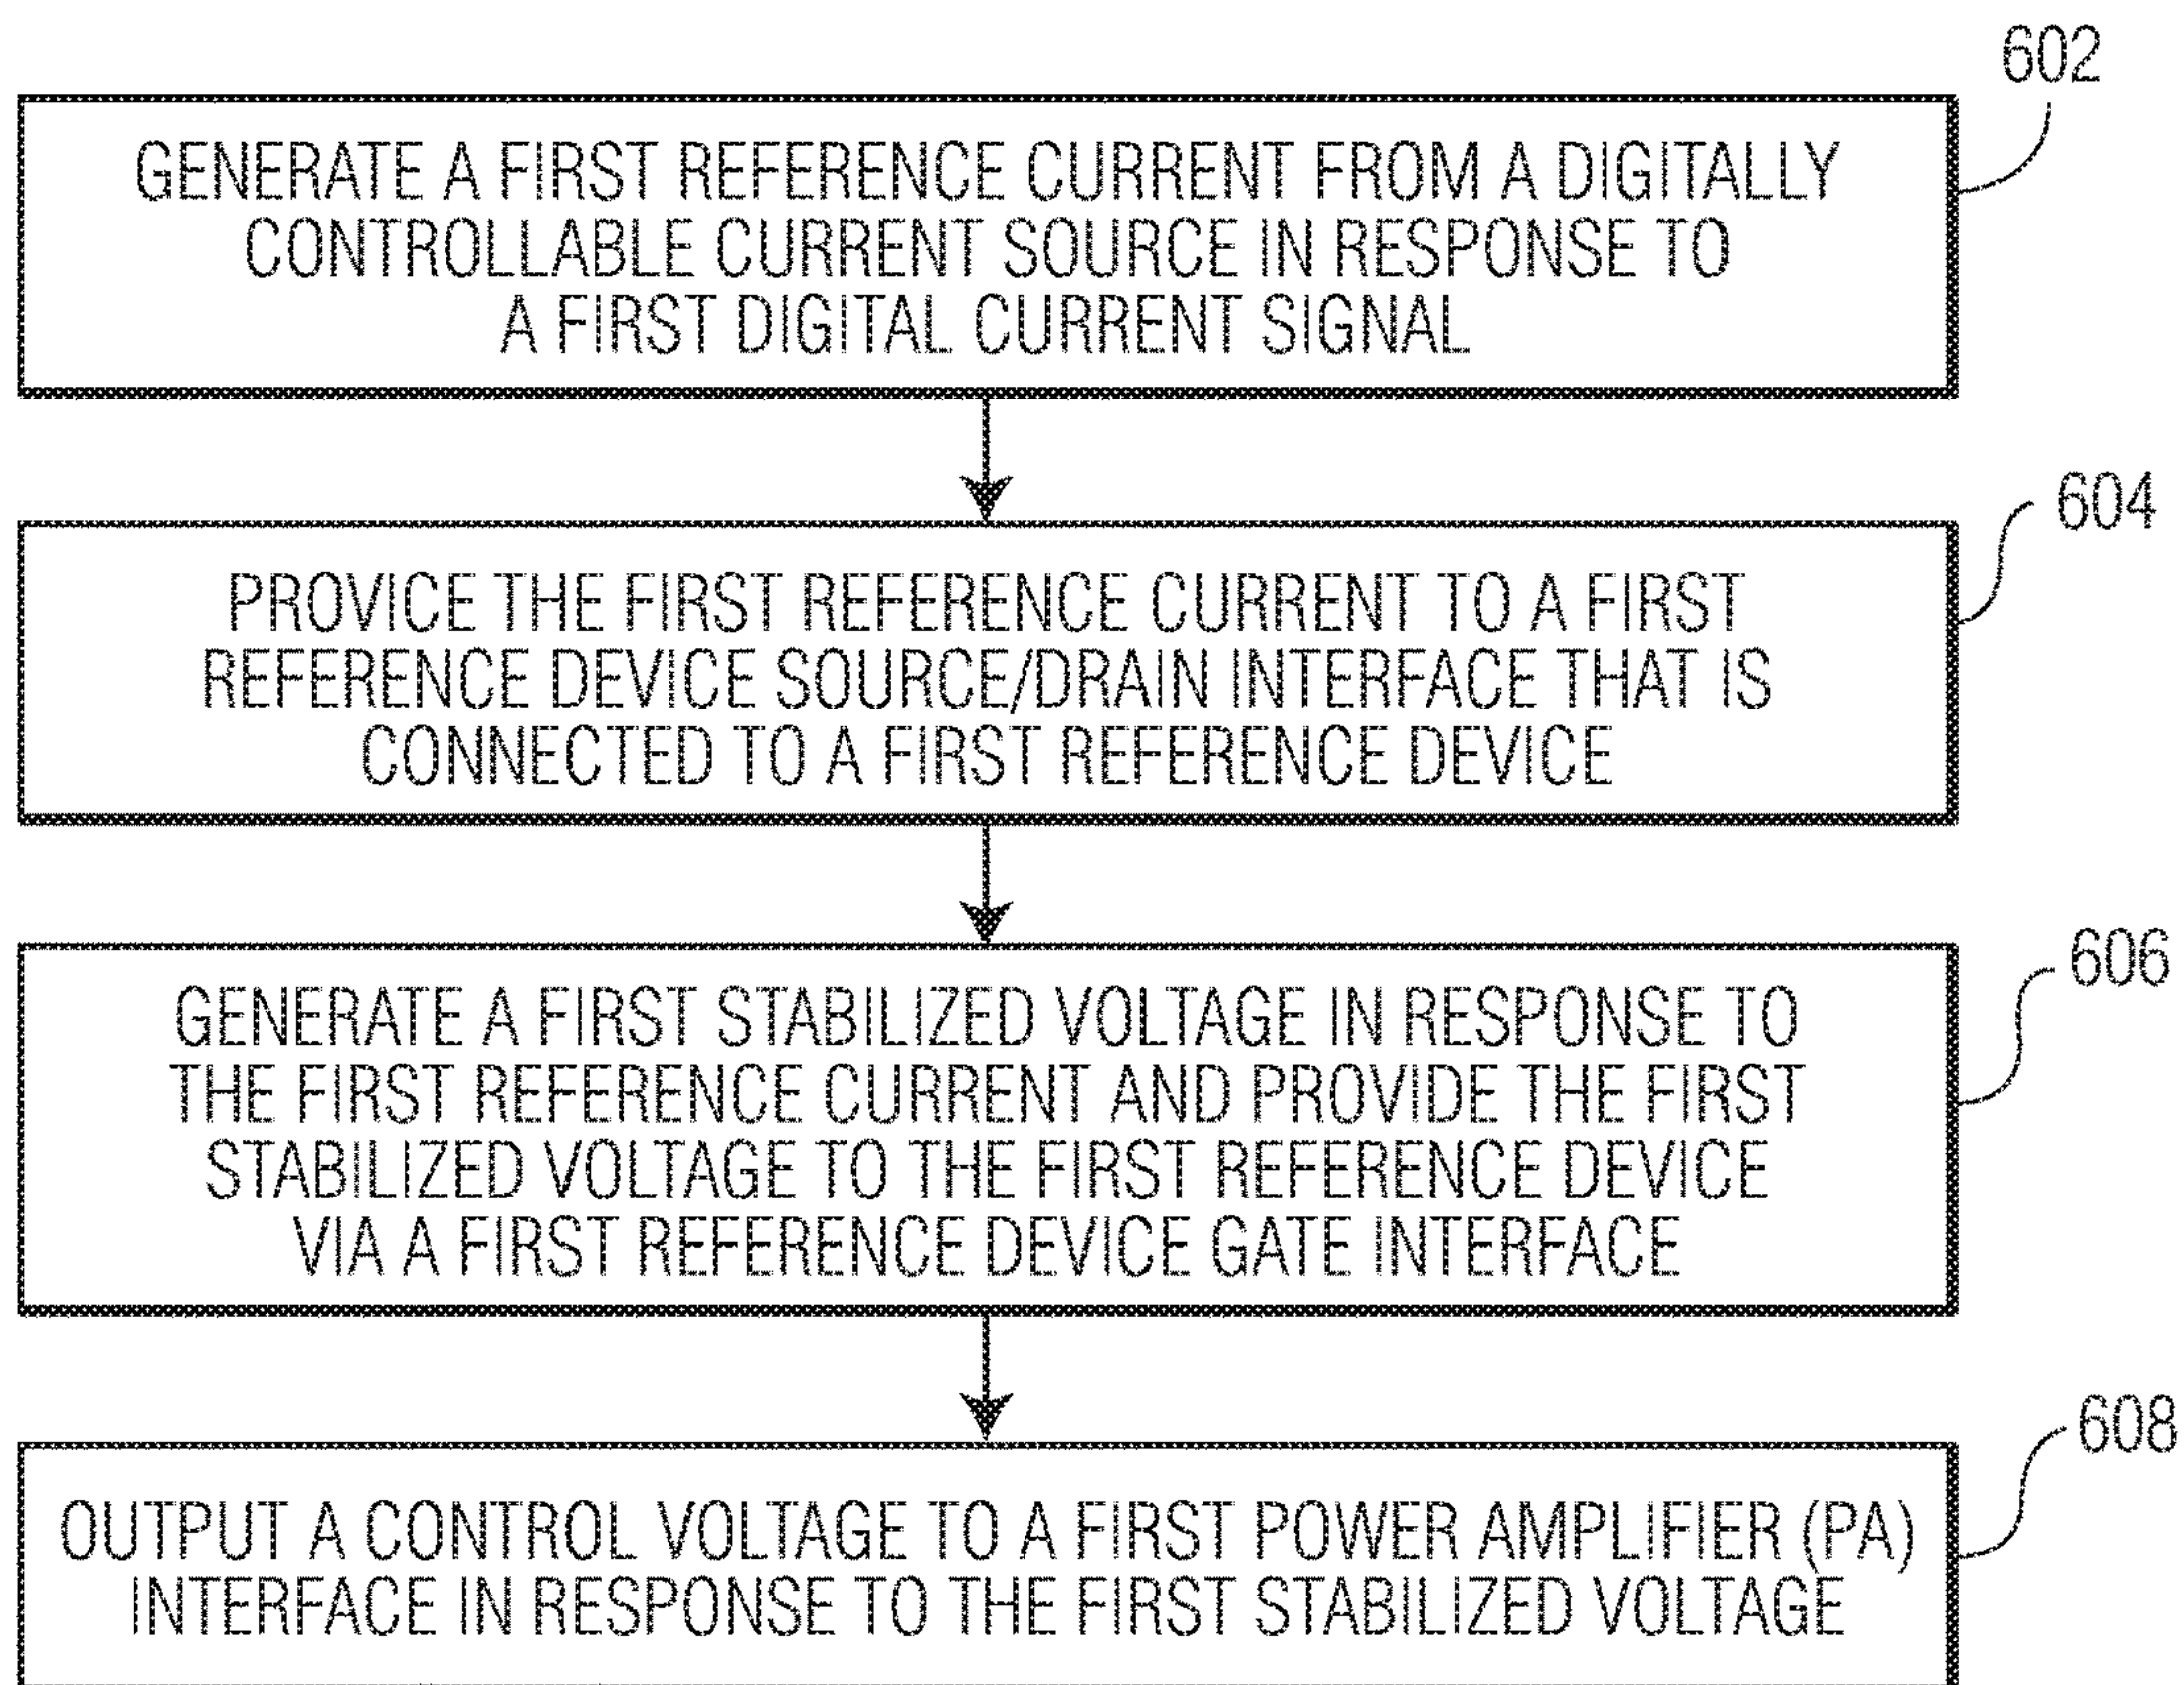 602
GENERATE A FIRST REFERENCE CURRENT FROM A DIGITALLY
CONTROLLABLE CURRENT SOURCE IN RESPONSE TO
A FIRST DIGITAL CURRENT SIGNAL
604
PROVICE THE FIRST REFERENCE CURRENT TO A FIRST
REFERENCE DEVICE SOURCE/DRAIN INTERFACE THAT IS
CONNECTED TO A FIRST REFERENCE DEVICE
606
GENERATE A FIRST STABILIZED VOLTAGE IN RESPONSE TO
THE FIRST REFERENCE CURRENT AND PROVIDE THE FIRST
STABILIZED VOLTAGE TO THE FIRST REFERENCE DEVICE
VIA A FIRST REFERENCE DEVICE GATE INTERFACE
608
OUTPUT A CONTROL VOLTAGE TO A FIRST POWER AMPLIFIER (PA)
INTERFACE IN RESPONSE TO THE FIRST STABILIZED VOLTAGE